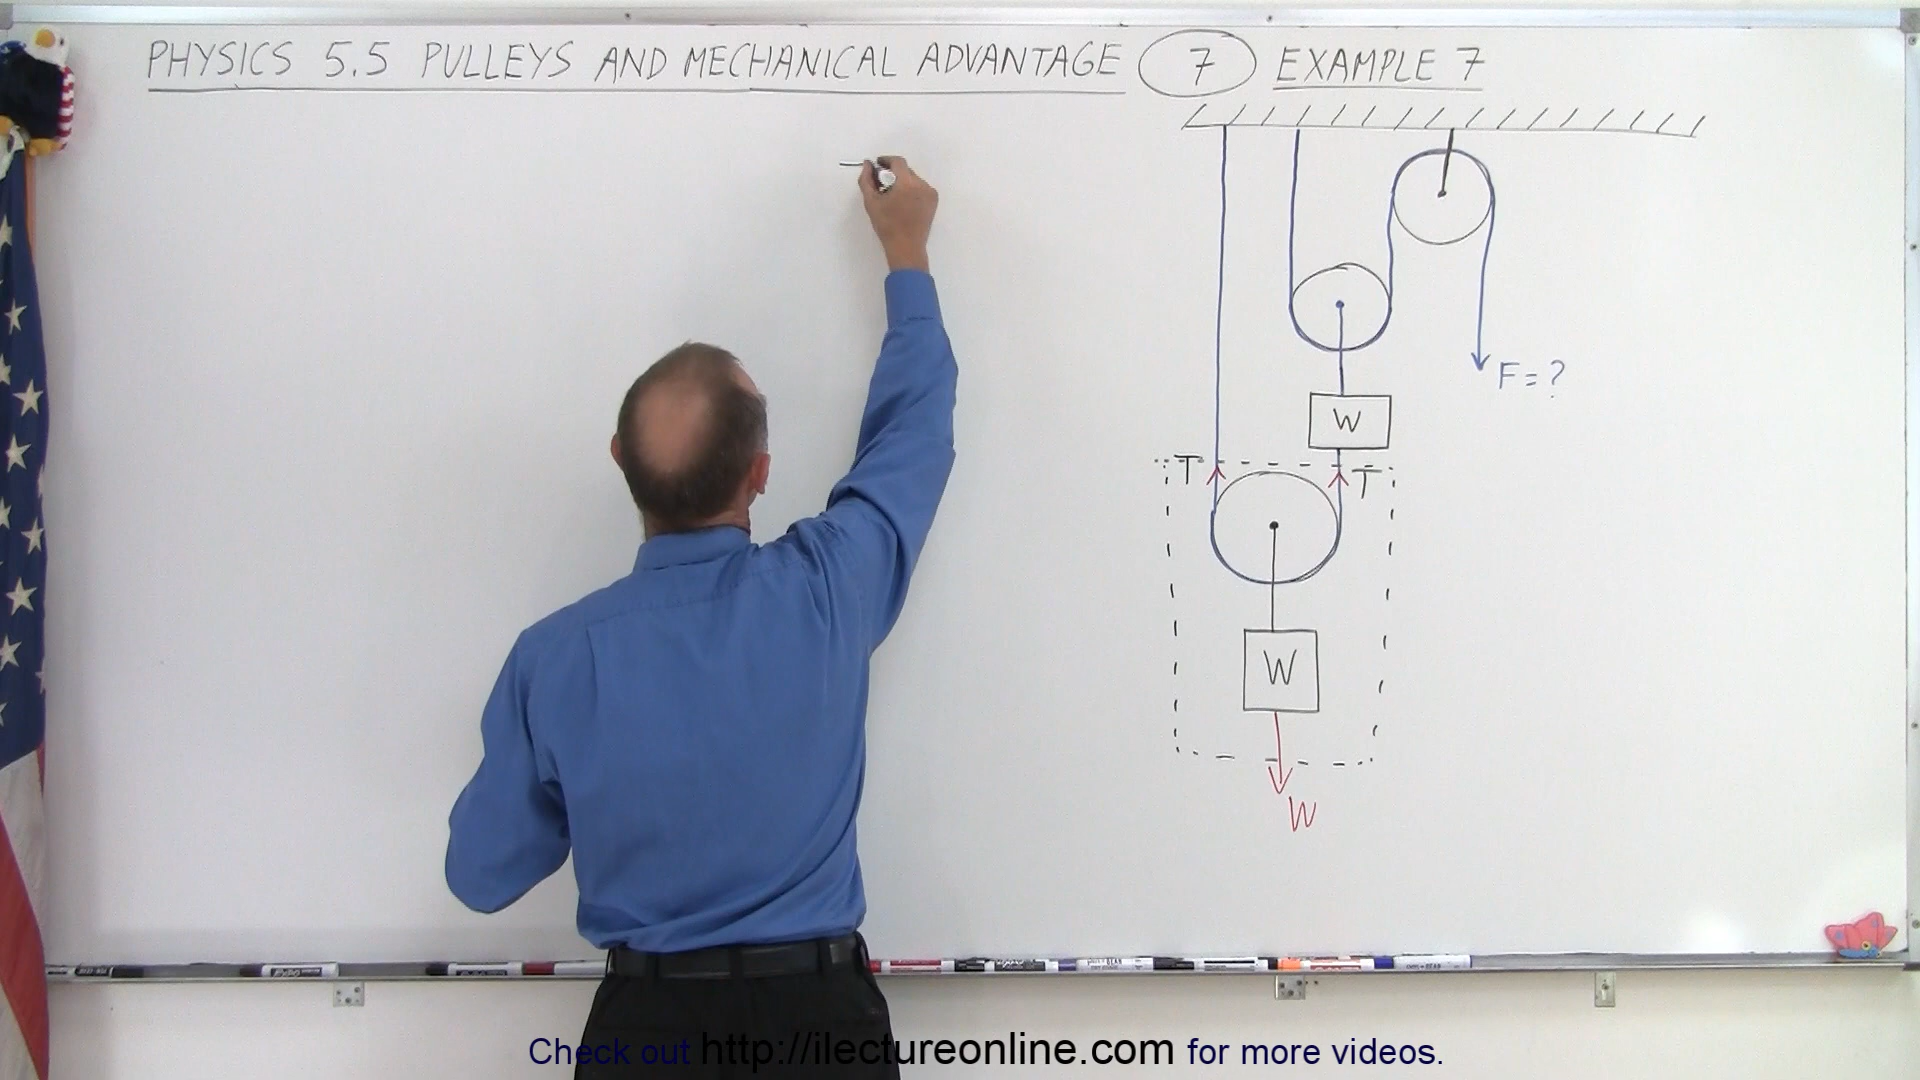 PHYSICS 5.5 PULLEYS AND MECHANICAL ADVANTAGE 7 EXAMPLE 7
F = ?
W
T T
W
W
Check out http://ilectureonline.com for more videos.